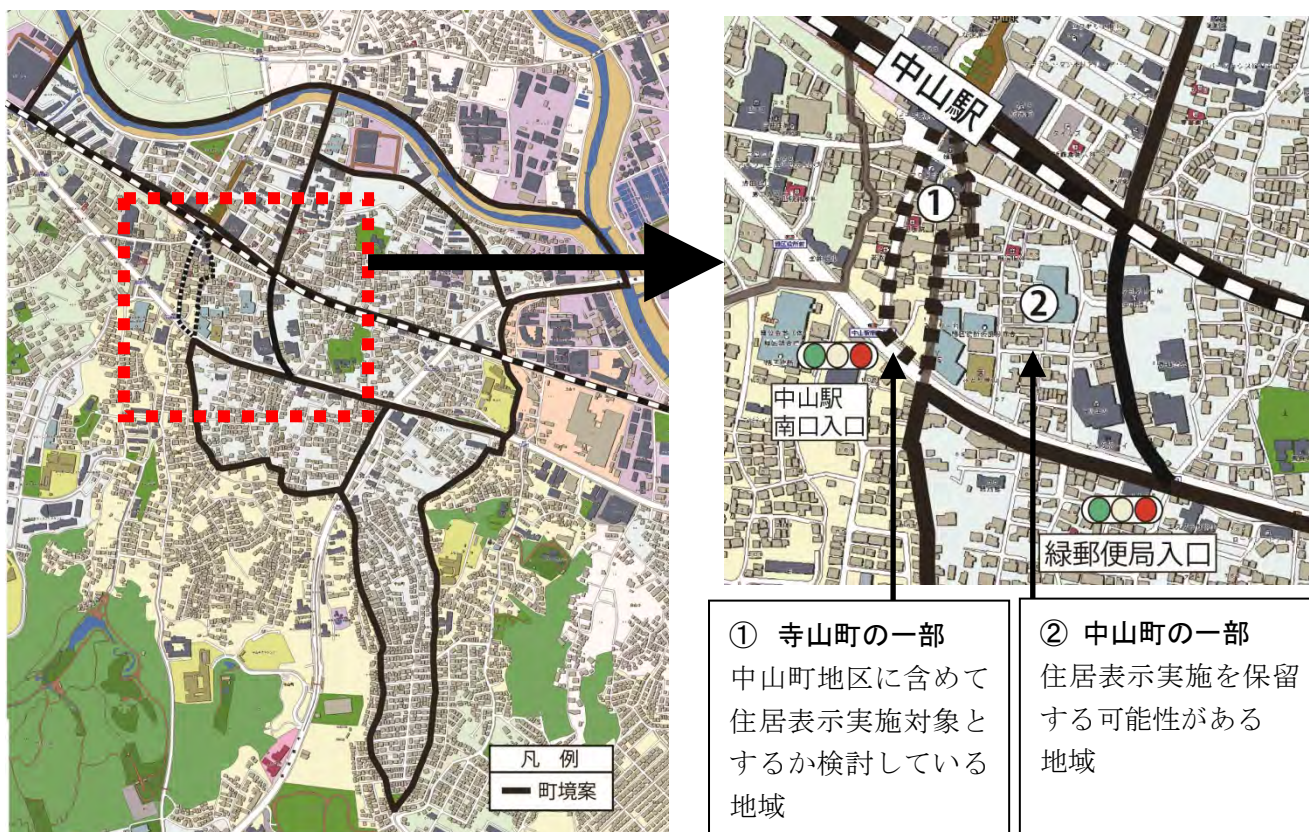 凡 例
町境案
中山駅
①
②
中山駅
南口入口
緑郵便局入口
① 寺山町の一部
中山町地区に含めて
住居表示実施対象と
するか検討している
地域
② 中山町の一部
住居表示実施を保留
する可能性がある
地域